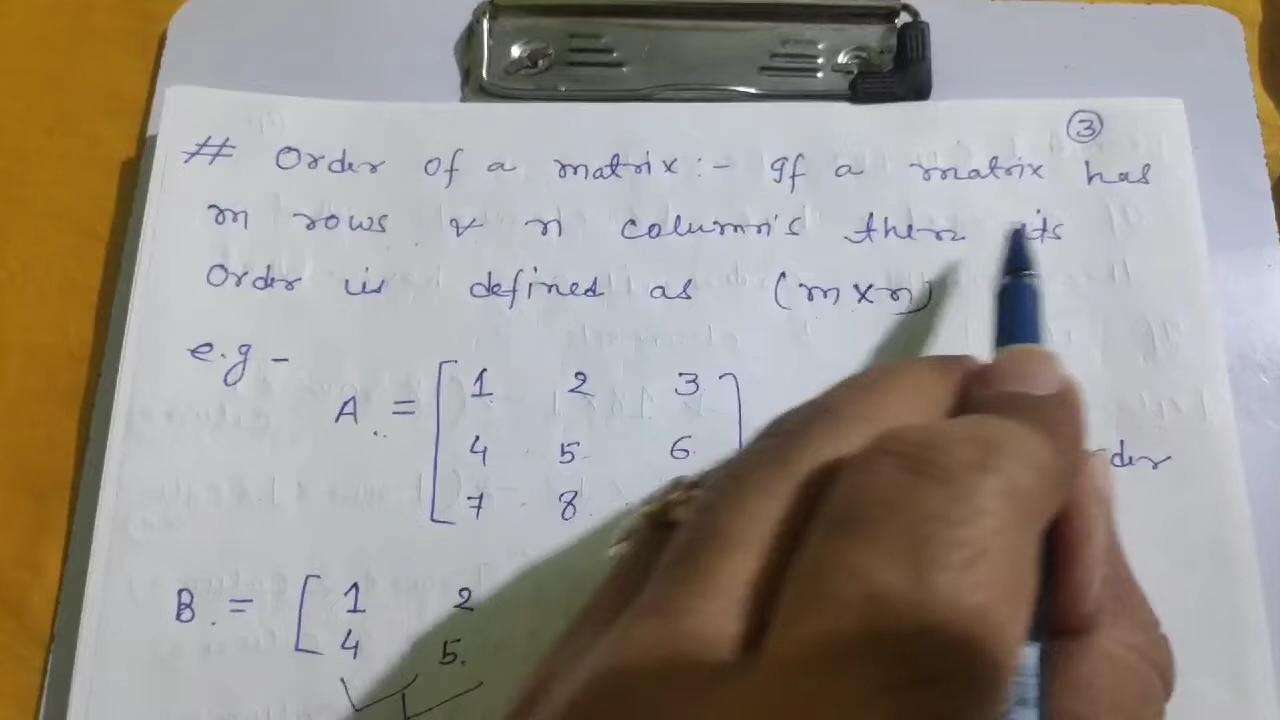 ③
# Order of a matrix :- If a matrix has
m rows & n column's then its
Order is defined as (m×n)
e.g -
A = [ 1 2 3 ]
4 5 6
7 8
B = [ 1 2
4 5